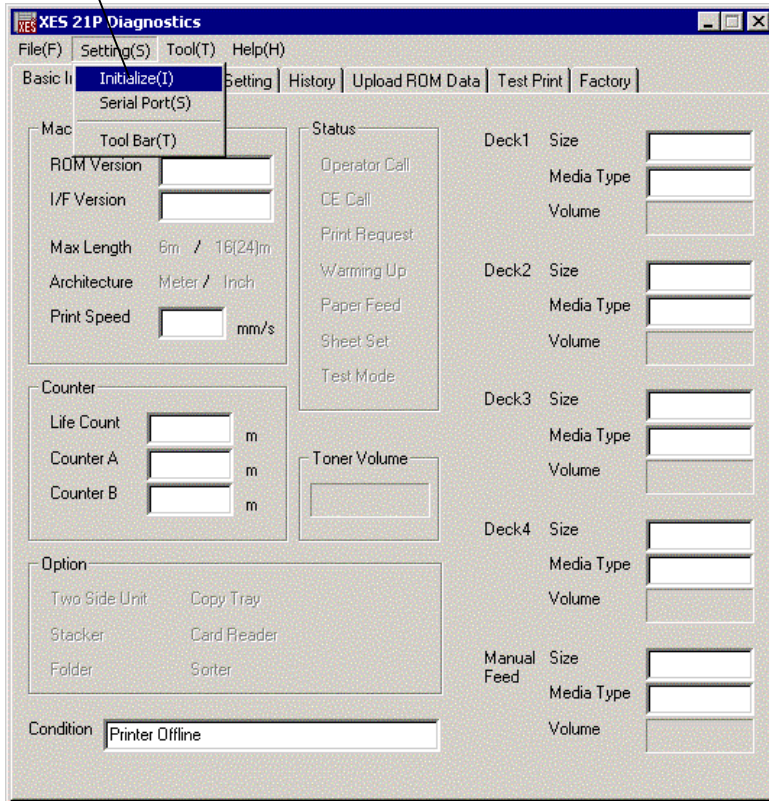 XES 21P Diagnostics
File(F) Setting(S) Tool(T) Help(H)
Initialize(I)
Serial Port(S)
Tool Bar(T)
Basic Setting History Upload ROM Data Test Print Factory
ROM Version
I/F Version
Max Length 6m / 16(24)m
Architecture Meter / Inch
Print Speed mm/s
Status
Operator Call
CE Call
Print Request
Warming Up
Paper Feed
Sheet Set
Test Mode
Counter
Life Count m
Counter A m
Counter B m
Toner Volume
Option
Two Side Unit Copy Tray
Stacker Card Reader
Folder Sorter
Condition Printer Offline
Deck1 Size
Media Type
Volume
Deck2 Size
Media Type
Volume
Deck3 Size
Media Type
Volume
Deck4 Size
Media Type
Volume
Manual Feed Size
Media Type
Volume